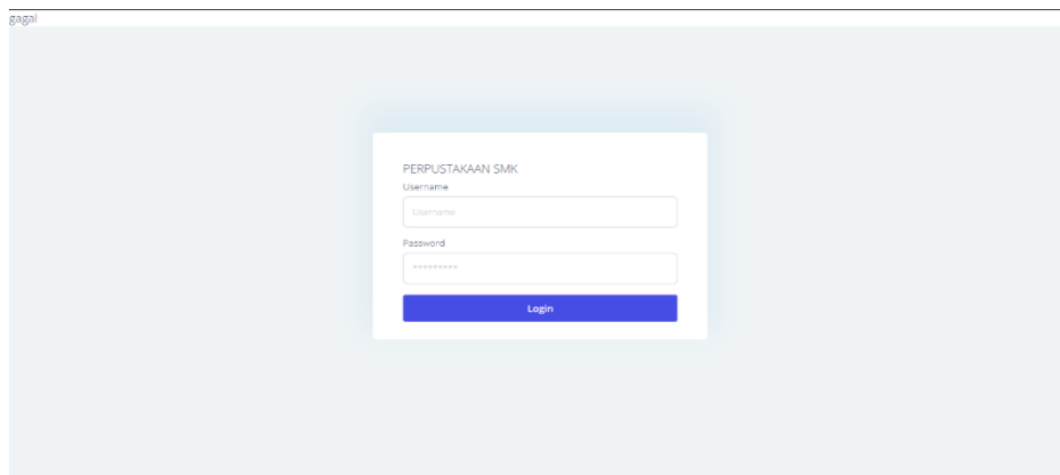 gagal
PERPUSTAKAAN SMK
Username
Username
Password
*********
Login